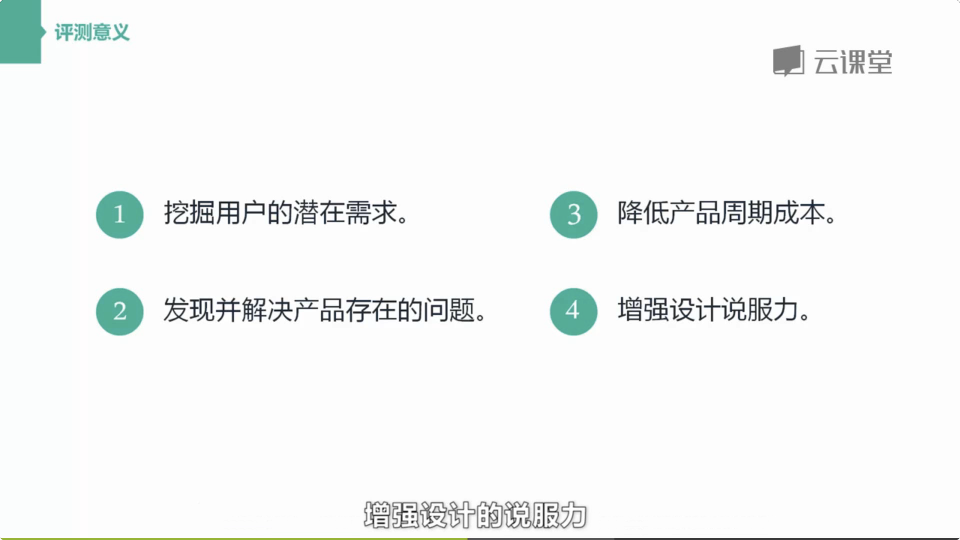 评测意义
云课堂
1 挖掘用户的潜在需求。
2 发现并解决产品存在的问题。
3 降低产品周期成本。
4 增强设计说服力。
增强设计的说服力